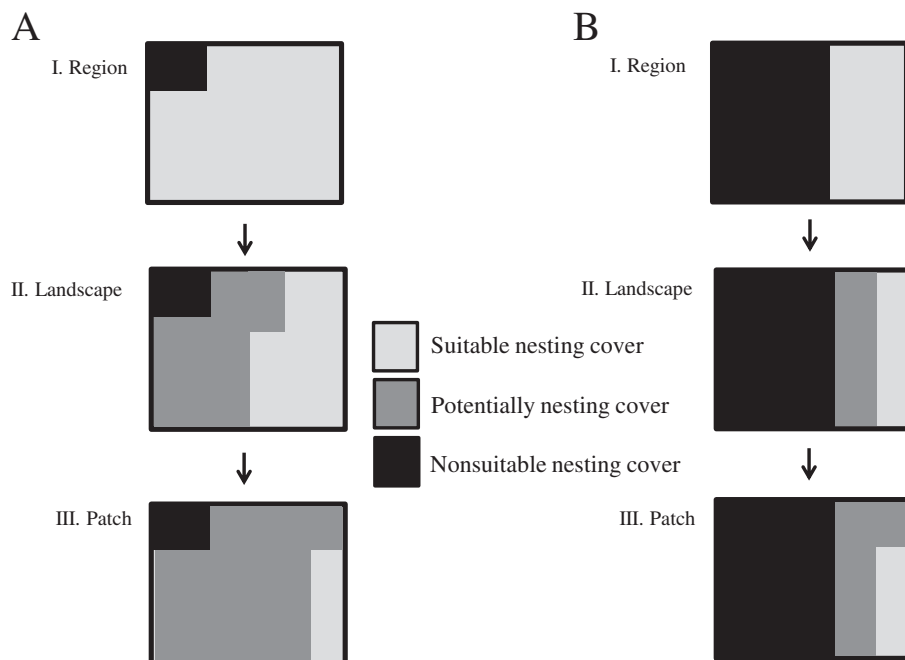 A
I. Region
II. Landscape
III. Patch
Suitable nesting cover
Potentially nesting cover
Nonsuitable nesting cover
B
I. Region
II. Landscape
III. Patch